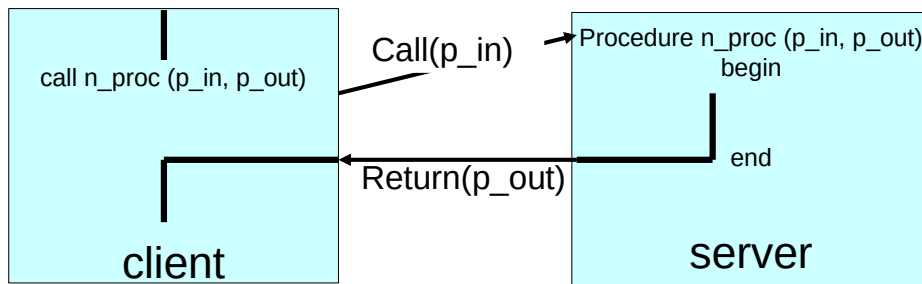 call n_proc (p_in, p_out)
client
Call(p_in)
Return(p_out)
Procedure n_proc (p_in, p_out)
begin
end
server